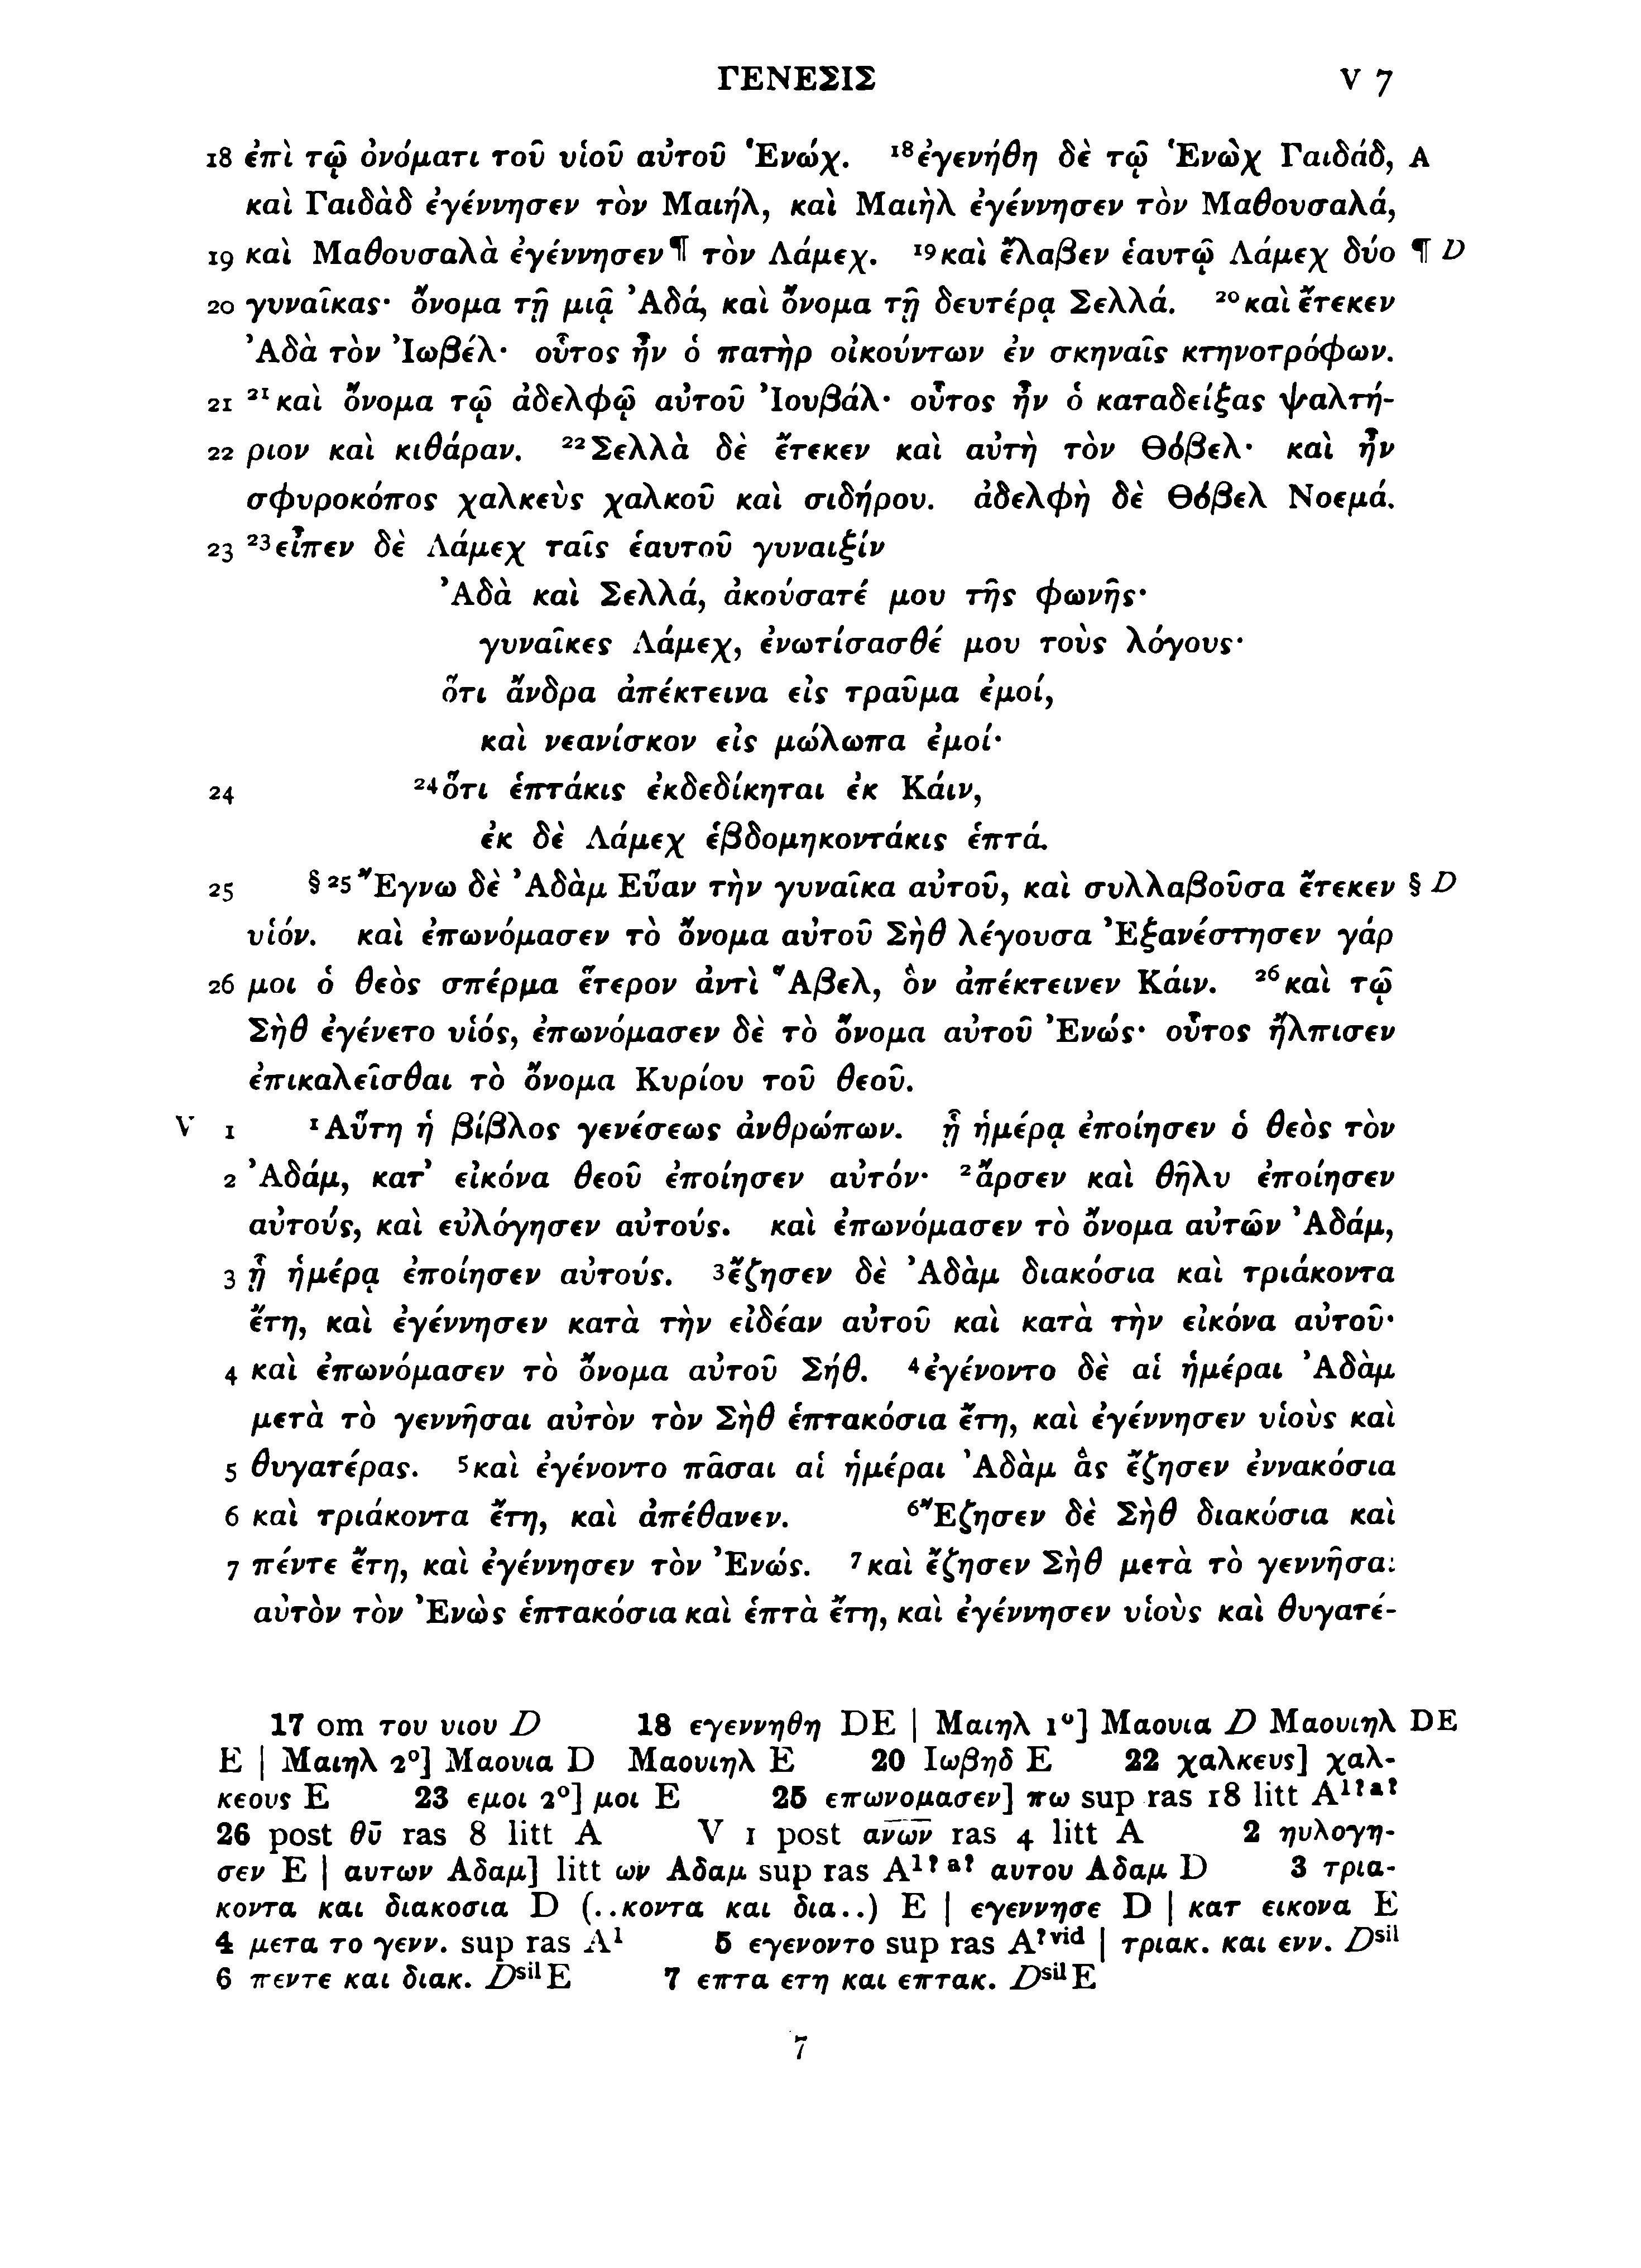 ΓΕΝΕΣΙΣ V 7
18 ἐπὶ τῷ ὀνόματι τοῦ υἱοῦ αὐτοῦ Ἑνώχ. ¹⁸ἐγενήθη δὲ τῷ Ἑνὼχ Γαιδάδ, A
καὶ Γαιδὰδ ἐγέννησεν τὸν Μαιήλ, καὶ Μαιὴλ ἐγέννησεν τὸν Μαθουσαλά,
19 καὶ Μαθουσαλὰ ἐγέννησεν¶ τὸν Λάμεχ. ¹⁹καὶ ἔλαβεν ἑαυτῷ Λάμεχ δύο ¶ D
20 γυναῖκας· ὄνομα τῇ μιᾷ Ἀδά, καὶ ὄνομα τῇ δευτέρᾳ Σελλά. ²⁰καὶ ἔτεκεν
Ἀδὰ τὸν Ἰωβέλ· οὗτος ἦν ὁ πατὴρ οἰκούντων ἐν σκηναῖς κτηνοτρόφων.
21 ²¹καὶ ὄνομα τῷ ἀδελφῷ αὐτοῦ Ἰουβάλ· οὗτος ἦν ὁ καταδείξας ψαλτή-
22 ριον καὶ κιθάραν. ²²Σελλὰ δὲ ἔτεκεν καὶ αὐτὴ τὸν Θόβελ· καὶ ἦν
σφυροκόπος χαλκεὺς χαλκοῦ καὶ σιδήρου. ἀδελφὴ δὲ Θόβελ Νοεμά.
23 ²³εἶπεν δὲ Λάμεχ ταῖς ἑαυτοῦ γυναιξίν
Ἀδὰ καὶ Σελλά, ἀκούσατέ μου τῆς φωνῆς·
γυναῖκες Λάμεχ, ἐνωτίσασθέ μου τοὺς λόγους·
ὅτι ἄνδρα ἀπέκτεινα εἰς τραῦμα ἐμοί,
καὶ νεανίσκον εἰς μώλωπα ἐμοί·
24 ²⁴ὅτι ἑπτάκις ἐκδεδίκηται ἐκ Κάιν,
ἐκ δὲ Λάμεχ ἑβδομηκοντάκις ἑπτά.
25 §²⁵Ἔγνω δὲ Ἀδὰμ Εὕαν τὴν γυναῖκα αὐτοῦ, καὶ συλλαβοῦσα ἔτεκεν § D
υἱόν. καὶ ἐπωνόμασεν τὸ ὄνομα αὐτοῦ Σὴθ λέγουσα Ἐξανέστησεν γάρ
26 μοι ὁ θεὸς σπέρμα ἕτερον ἀντὶ Ἅβελ, ὃν ἀπέκτεινεν Κάιν. ²⁶καὶ τῷ
Σὴθ ἐγένετο υἱός, ἐπωνόμασεν δὲ τὸ ὄνομα αὐτοῦ Ἐνώς· οὗτος ἤλπισεν
ἐπικαλεῖσθαι τὸ ὄνομα Κυρίου τοῦ θεοῦ.
V 1 ¹Αὕτη ἡ βίβλος γενέσεως ἀνθρώπων. ᾗ ἡμέρᾳ ἐποίησεν ὁ θεὸς τὸν
2 Ἀδάμ, κατ’ εἰκόνα θεοῦ ἐποίησεν αὐτόν· ²ἄρσεν καὶ θῆλυ ἐποίησεν
αὐτούς, καὶ εὐλόγησεν αὐτούς. καὶ ἐπωνόμασεν τὸ ὄνομα αὐτῶν Ἀδάμ,
3 ᾗ ἡμέρᾳ ἐποίησεν αὐτούς. ³ἔζησεν δὲ Ἀδὰμ διακόσια καὶ τριάκοντα
ἔτη, καὶ ἐγέννησεν κατὰ τὴν εἰδέαν αὐτοῦ καὶ κατὰ τὴν εἰκόνα αὐτοῦ·
4 καὶ ἐπωνόμασεν τὸ ὄνομα αὐτοῦ Σήθ. ⁴ἐγένοντο δὲ αἱ ἡμέραι Ἀδὰμ
μετὰ τὸ γεννῆσαι αὐτὸν τὸν Σὴθ ἑπτακόσια ἔτη, καὶ ἐγέννησεν υἱοὺς καὶ
5 θυγατέρας. ⁵καὶ ἐγένοντο πᾶσαι αἱ ἡμέραι Ἀδὰμ ἃς ἔζησεν ἐννακόσια
6 καὶ τριάκοντα ἔτη, καὶ ἀπέθανεν. ⁶Ἔζησεν δὲ Σὴθ διακόσια καὶ
7 πέντε ἔτη, καὶ ἐγέννησεν τὸν Ἐνώς. ⁷καὶ ἔζησεν Σὴθ μετὰ τὸ γεννῆσαι
αὐτὸν τὸν Ἐνὼς ἑπτακόσια καὶ ἑπτὰ ἔτη, καὶ ἐγέννησεν υἱοὺς καὶ θυγατέ-
17 om του υιου D 18 εγεννηθη DE | Μαιηλ 1º] Μαουια D Μαουιηλ DE
E | Μαιηλ 2º] Μαουια D Μαουιηλ E 20 Ιωβηδ E 22 χαλκευς] χαλ-
κεους E 23 εμοι 2º] μοι E 25 επωνομασεν] πω sup ras 18 litt A¹ˀᵃˀ
26 post θ̅υ̅ ras 8 litt A V 1 post α̅ν̅ω̅ν̅ ras 4 litt A 2 ηυλογη-
σεν E | αυτων Αδαμ] litt ων Αδαμ sup ras A¹ˀᵃˀ αυτου Αδαμ D 3 τρια-
κοντα και διακοσια D (..κοντα και δια..) E | εγεννησε D | κατ εικονα E
4 μετα το γενν. sup ras A¹ 5 εγενοντο sup ras Aˀᵛⁱᵈ | τριακ. και ενν. Dˢⁱˡ
6 πεντε και διακ. DˢⁱˡE 7 επτα ετη και επτακ. DˢⁱˡE
7